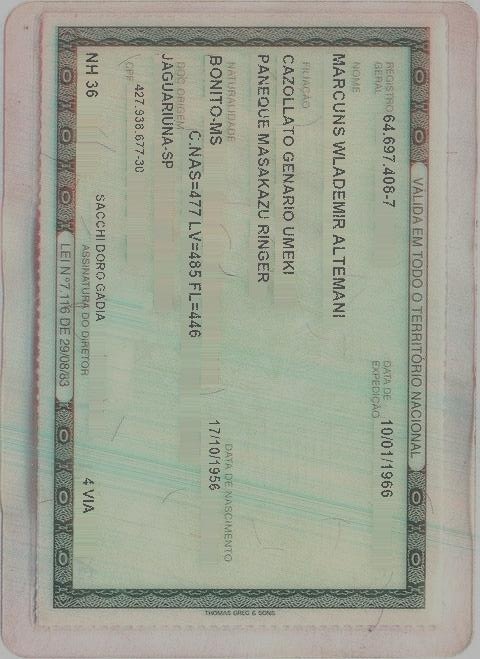 VÁLIDA EM TODO O TERRITÓRIO NACIONAL
REGISTRO GERAL 64.697.408-7 DATA DE EXPEDIÇÃO 10/01/1966
NOME
MARCUNS WLADEMIR ALTEMANI
FILIAÇÃO
CAZOLLATO GENARIO UMEKI
PANEQUE MASAKAZU RINGER
NATURALIDADE DATA DE NASCIMENTO
BONITO-MS 17/10/1956
C.NAS=477 LV=485 FL=446
DOC ORIGEM
JAGUARIUNA-SP
CPF 427.938.677-30
SACCHI DORO GADIA
ASSINATURA DO DIRETOR
NH 36 4 VIA
LEI Nº 7.116 DE 29/08/83
THOMAS GREG & SONS